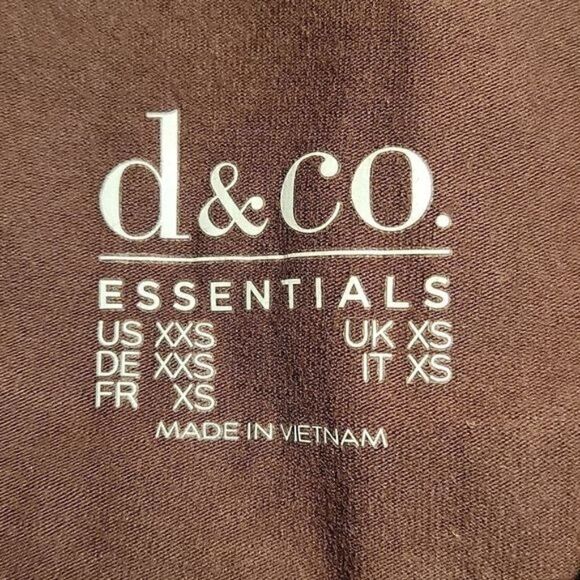 d&co.
ESSENTIALS
US XXS UK XS
DE XXS IT XS
FR XS
MADE IN VIETNAM